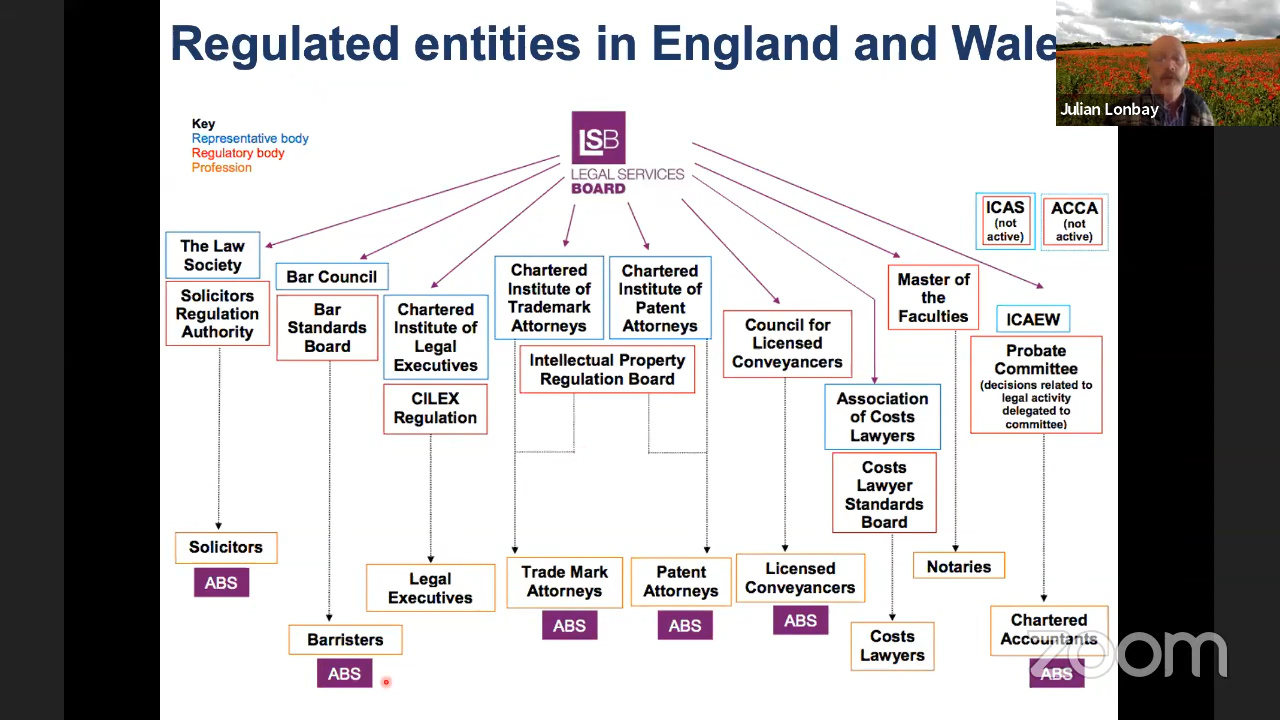 Regulated entities in England and Wale
Julian Lonbay
Key
Representative body
Regulatory body
Profession
LSB
LEGAL SERVICES
BOARD
ICAS
(not
active)
ACCA
(not
active)
The Law
Society
Solicitors
Regulation
Authority
Bar Council
Bar
Standards
Board
Chartered
Institute of
Legal
Executives
CILEX
Regulation
Chartered
Institute of
Trademark
Attorneys
Chartered
Institute of
Patent
Attorneys
Intellectual Property
Regulation Board
Council for
Licensed
Conveyancers
Association
of Costs
Lawyers
Costs
Lawyer
Standards
Board
Master of
the
Faculties
ICAEW
Probate
Committee
(decisions related to
legal activity
delegated to
committee)
Solicitors
ABS
Barristers
ABS
Legal
Executives
Trade Mark
Attorneys
ABS
Patent
Attorneys
ABS
Licensed
Conveyancers
ABS
Costs
Lawyers
Notaries
Chartered
Accountants
ABS
zoom